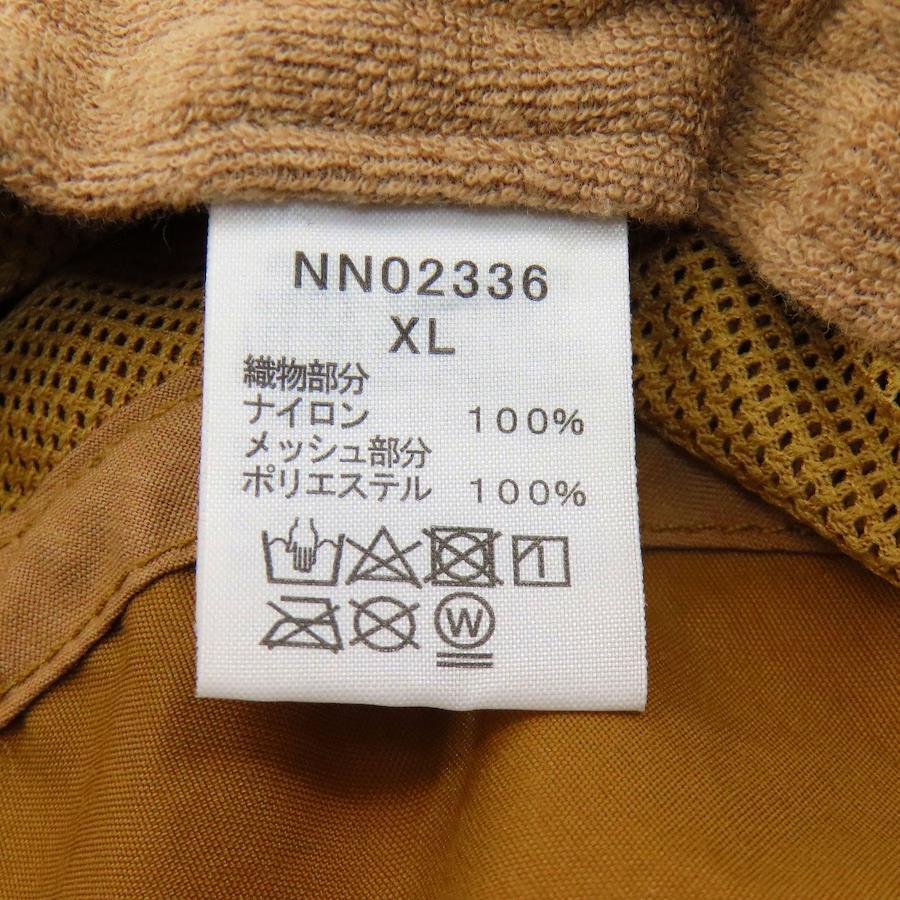 NN02336
XL
織物部分
ナイロン 100%
メッシュ部分
ポリエステル 100%
W